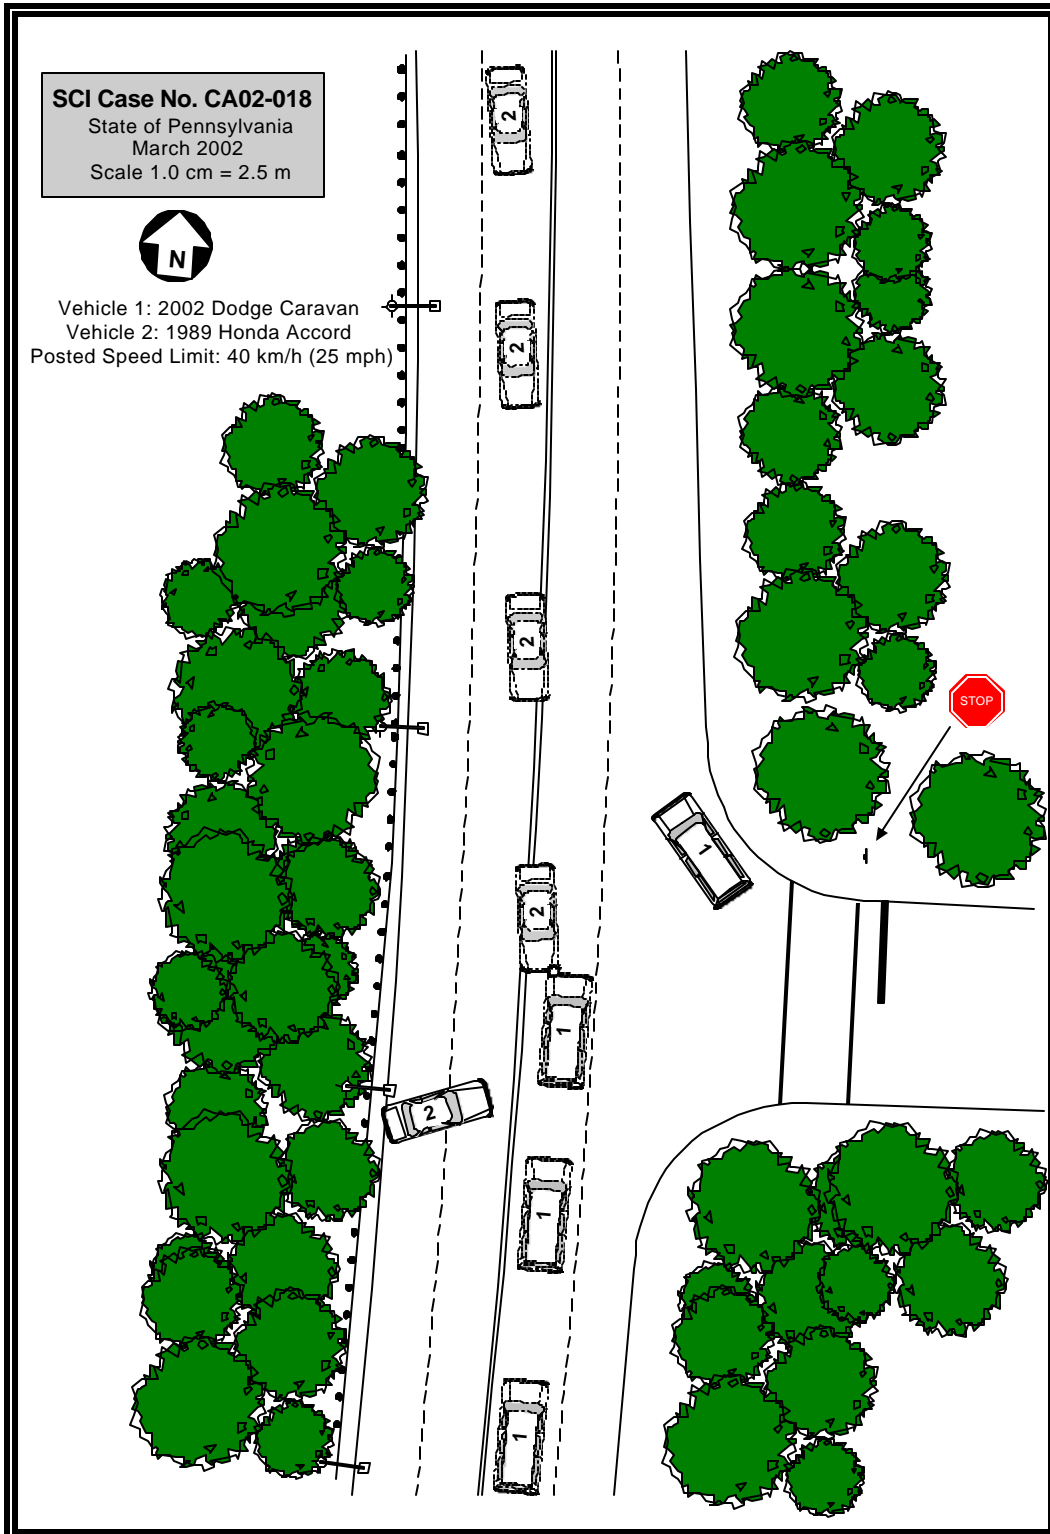 SCI Case No. CA02-018
State of Pennsylvania
March 2002
Scale 1.0 cm = 2.5 m
N
Vehicle 1: 2002 Dodge Caravan
Vehicle 2: 1989 Honda Accord
Posted Speed Limit: 40 km/h (25 mph)
2
2
2
STOP
1
2
1
2
1
1